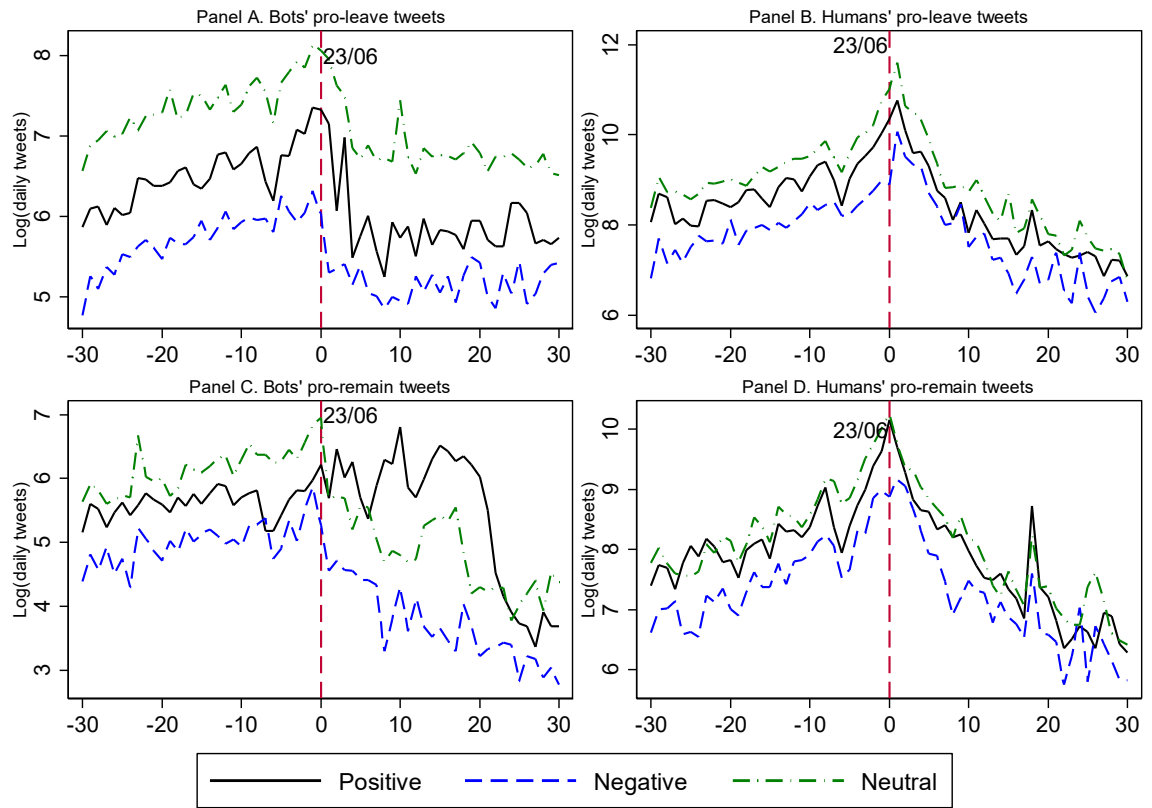 Panel A. Bots' pro-leave tweets
Log(daily tweets)
8
7
6
5
23/06
-30 -20 -10 0 10 20 30
Panel B. Humans' pro-leave tweets
Log(daily tweets)
12
10
8
6
23/06
-30 -20 -10 0 10 20 30
Panel C. Bots' pro-remain tweets
Log(daily tweets)
7
6
5
4
3
23/06
-30 -20 -10 0 10 20 30
Panel D. Humans' pro-remain tweets
Log(daily tweets)
10
9
8
7
6
23/06
-30 -20 -10 0 10 20 30
Positive Negative Neutral